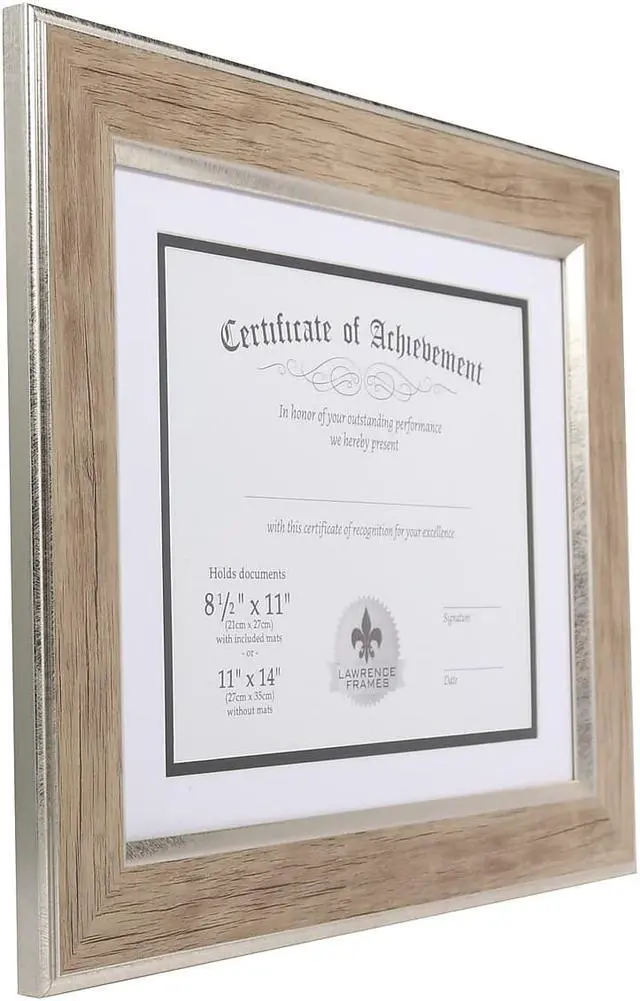 Certificate of Achievement
In honor of your outstanding performance
we hereby present
with this certificate of recognition for your excellence
Holds documents
8 1/2" x 11"
(21cm x 27cm)
with included mats
- or -
11" x 14"
(27cm x 35cm)
without mats
LAWRENCE
FRAMES
Signature
Date